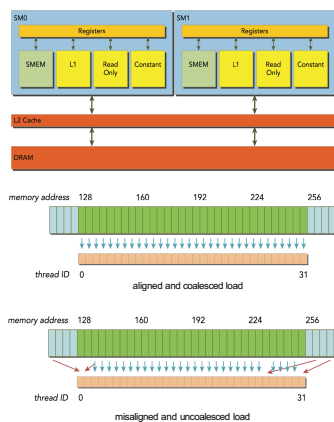 SM0 SM1
Registers Registers
SMEM L1 Read Only Constant SMEM L1 Read Only Constant
L2 Cache
DRAM
memory address 128 160 192 224 256
thread ID 0 31
aligned and coalesced load
memory address 128 160 192 224 256
thread ID 0 31
misaligned and uncoalesced load